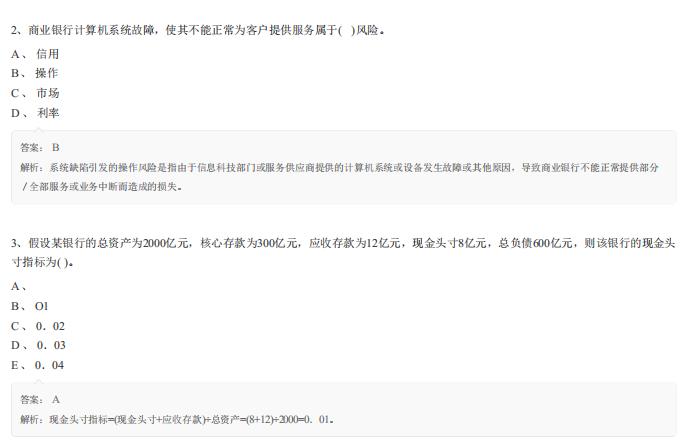 2、商业银行计算机系统故障，使其不能正常为客户提供服务属于( )风险。
A 、 信用
B 、 操作
C 、 市场
D 、 利率
答案： B
解析：系统缺陷引发的操作风险是指由于信息科技部门或服务供应商提供的计算机系统或设备发生故障或其他原因，导致商业银行不能正常提供部分
／全部服务或业务中断而造成的损失。
3、假设某银行的总资产为2000亿元，核心存款为300亿元，应收存款为12亿元，现金头寸8亿元，总负债600亿元，则该银行的现金头
寸指标为( )。
A 、
B 、 O1
C 、 0．02
D 、 0．03
E 、 0．04
答案： A
解析：现金头寸指标=(现金头寸+应收存款)÷总资产=(8+12)÷2000=0．01。